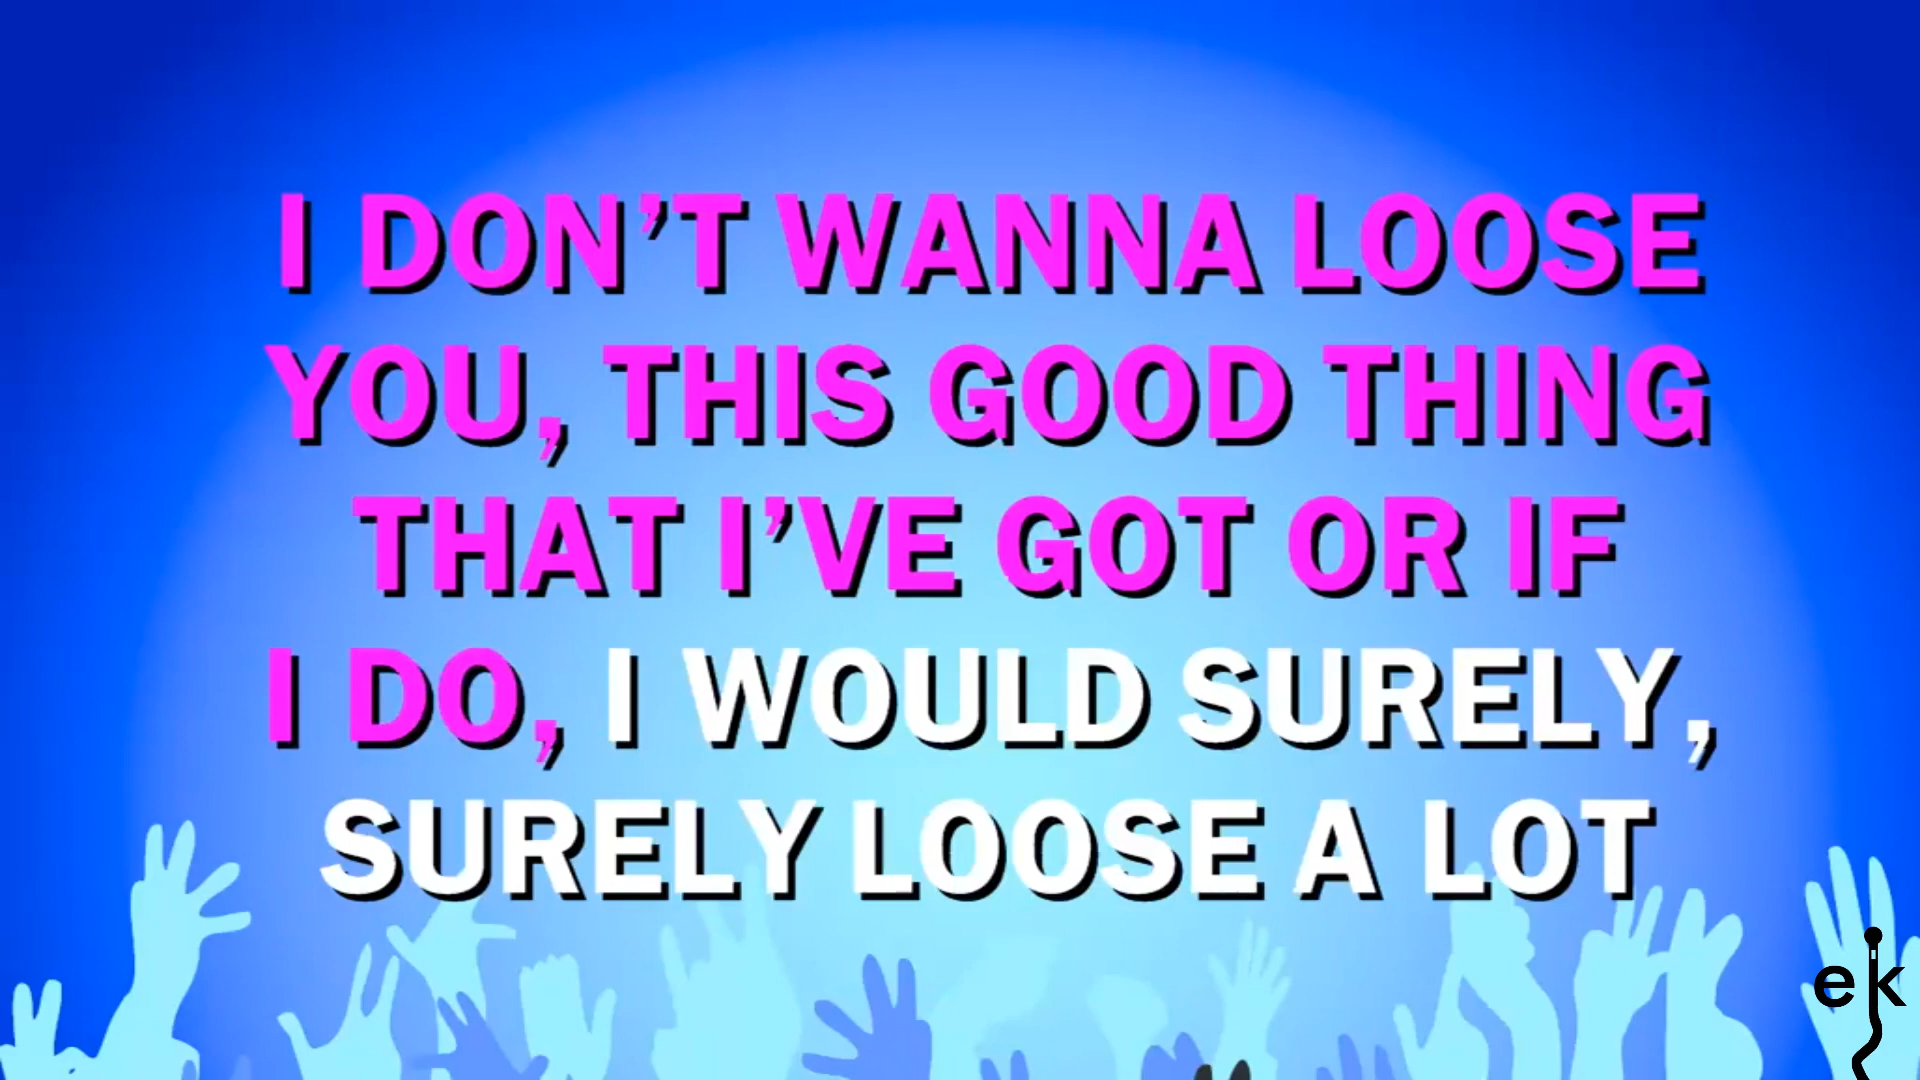 I DON’T WANNA LOOSE
YOU, THIS GOOD THING
THAT I’VE GOT OR IF
I DO, I WOULD SURELY,
SURELY LOOSE A LOT
ek